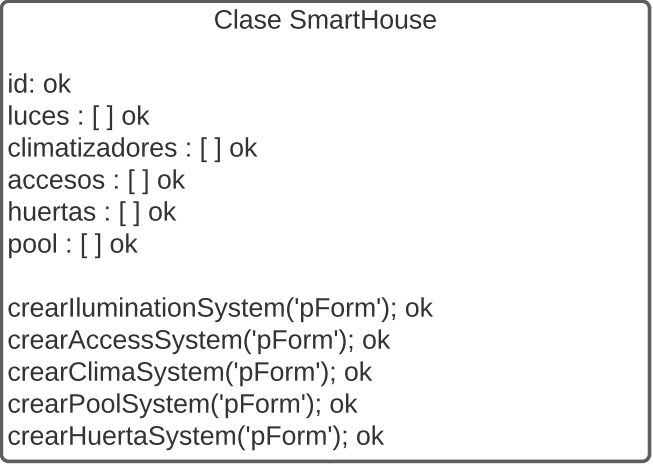 Clase SmartHouse
id: ok
luces : [ ] ok
climatizadores : [ ] ok
accesos : [ ] ok
huertas : [ ] ok
pool : [ ] ok
crearIluminationSystem('pForm'); ok
crearAccessSystem('pForm'); ok
crearClimaSystem('pForm'); ok
crearPoolSystem('pForm'); ok
crearHuertaSystem('pForm'); ok